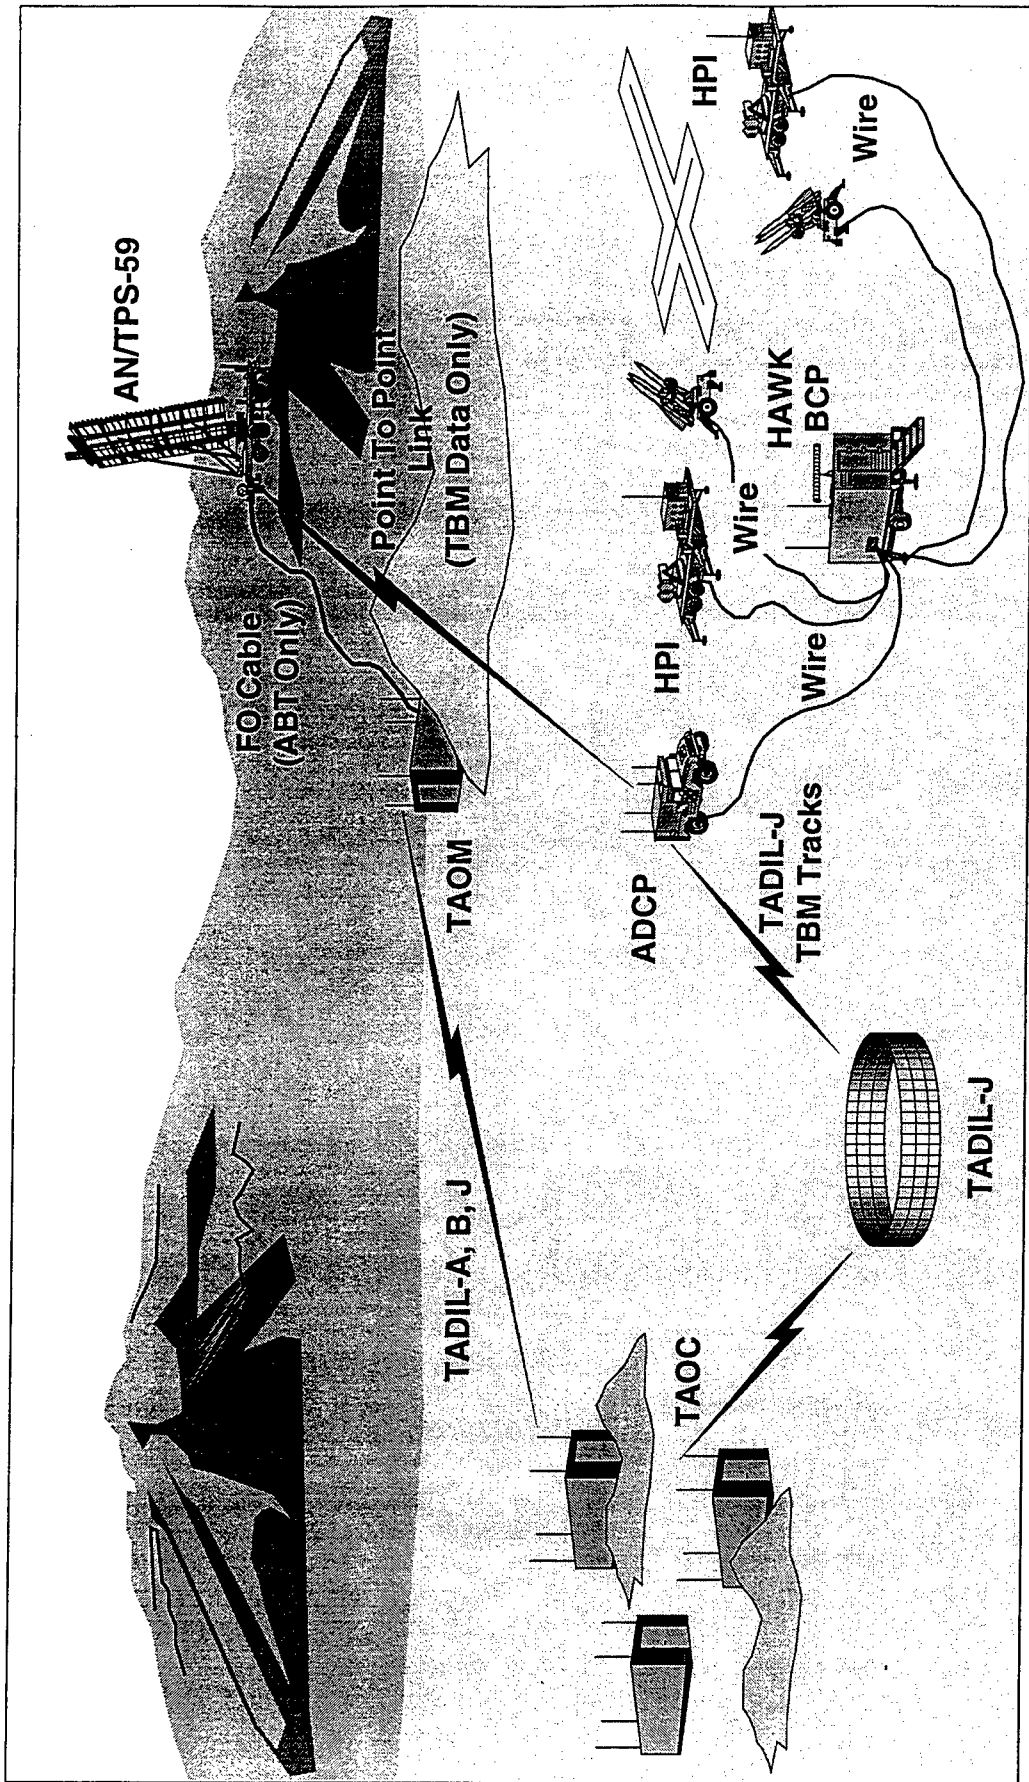 AN/TPS-59
FO Cable
(ABT Only)
Point To Point
Link
(TBM Data Only)
TAOM
TADIL-A, B, J
TAOC
ADCP
TADIL-J
TBM Tracks
TADIL-J
HPI
Wire
Wire
HAWK
BCP
HPI
Wire